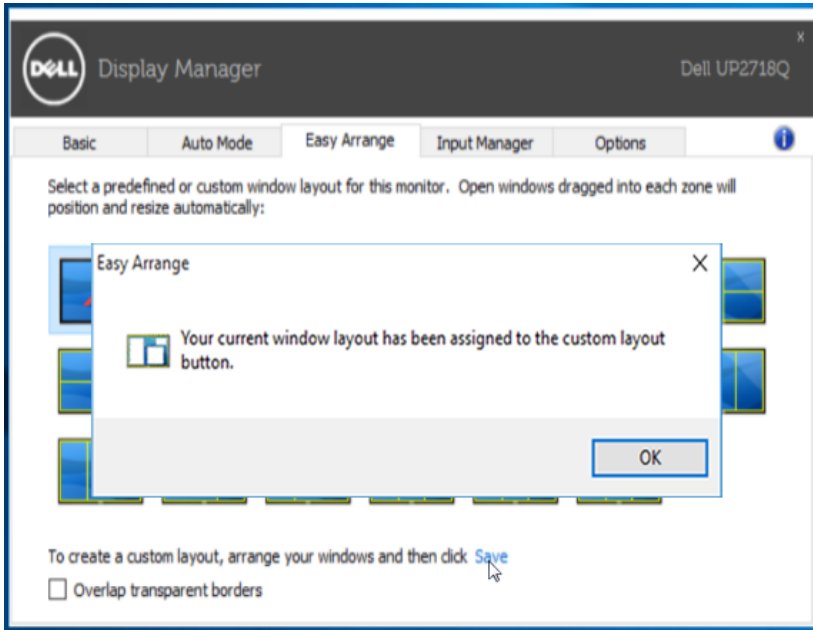 x
DELL
Display Manager
Dell UP2718Q
Basic
Auto Mode
Easy Arrange
Input Manager
Options
i
Select a predefined or custom window layout for this monitor. Open windows dragged into each zone will
position and resize automatically:
Easy Arrange
Your current window layout has been assigned to the custom layout
button.
OK
To create a custom layout, arrange your windows and then click Save
Overlap transparent borders